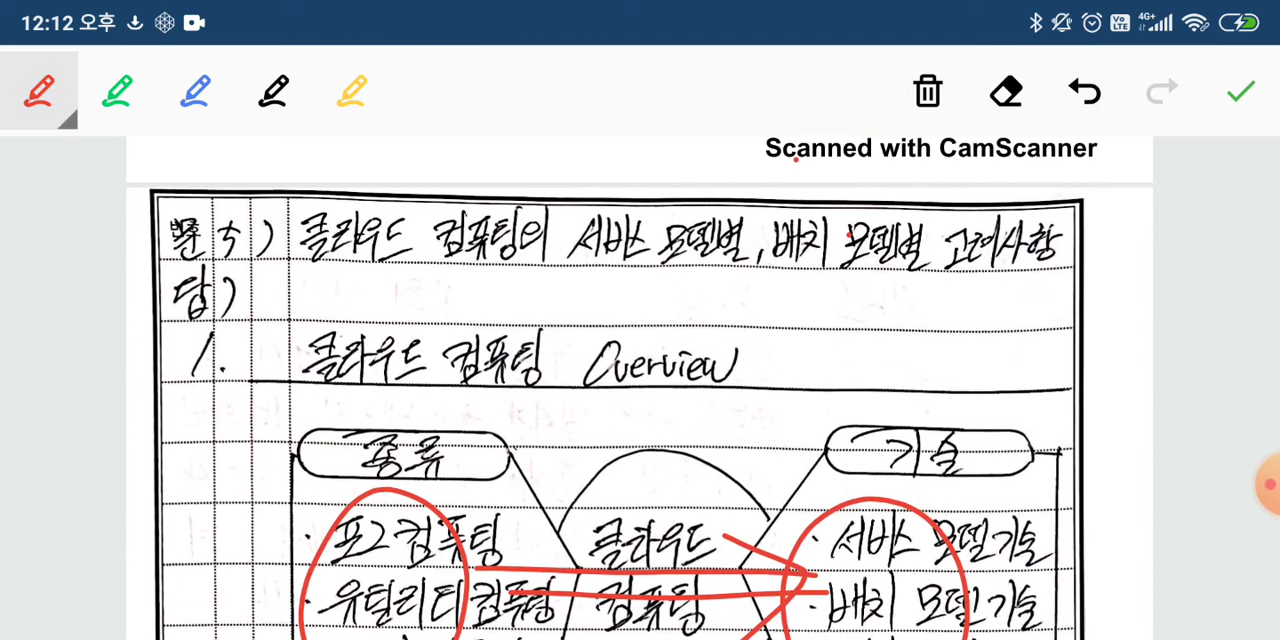 12:12 오후
Vo LTE 4G+
Scanned with CamScanner
문 5) 클라우드 컴퓨팅의 서비스 모델별, 배치 모델별 고려사항
답)
1. 클라우드 컴퓨팅 Overview
종류 기술
· 포그컴퓨팅 클라우드 · 서비스 모델기술
· 유틸리티 컴퓨팅 컴퓨팅 · 배치 모델기술